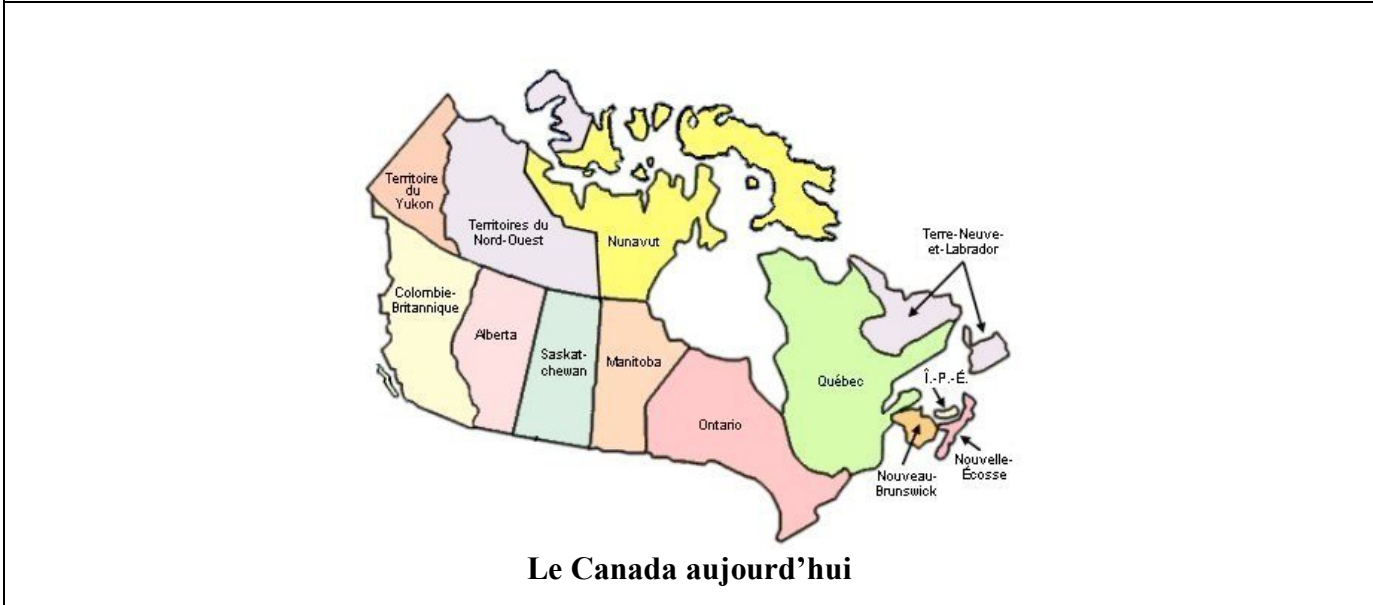 Territoire
du
Yukon
Territoires du
Nord-Ouest
Nunavut
Terre-Neuve-
et-Labrador
Colombie-
Britannique
Alberta
Saskat-
chewan
Manitoba
Ontario
Québec
Î.-P.-É.
Nouveau-
Brunswick
Nouvelle-
Écosse
Le Canada aujourd’hui